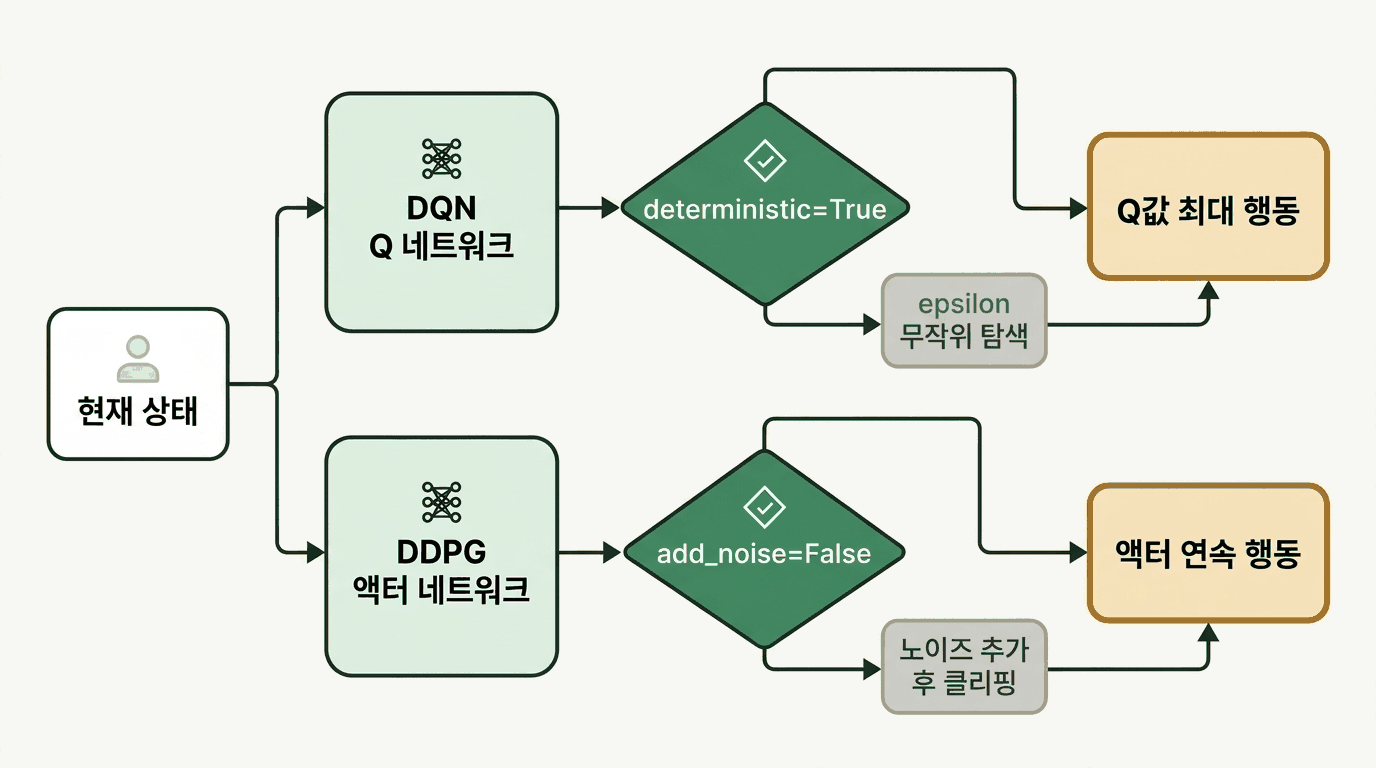 현재 상태
DQN
Q 네트워크
deterministic=True
epsilon
무작위 탐색
Q값 최대 행동
DDPG
액터 네트워크
add_noise=False
노이즈 추가
후 클리핑
액터 연속 행동